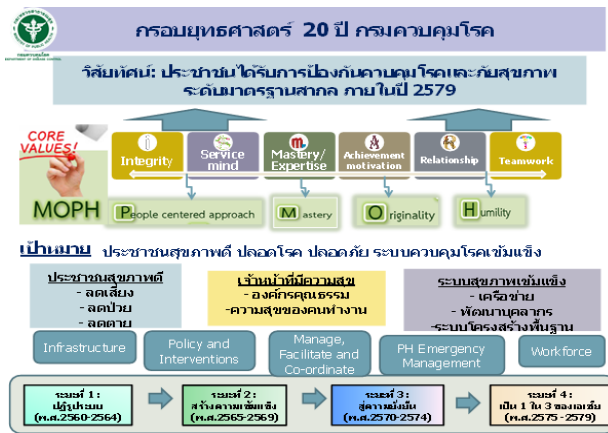 กรอบยุทธศาสตร์ 20 ปี กรมควบคุมโรค
กรมควบคุมโรค
DEPARTMENT OF DISEASE CONTROL
วิสัยทัศน์: ประชาชนได้รับการป้องกันควบคุมโรคและภัยสุขภาพ
ระดับมาตรฐานสากล ภายในปี 2579
CORE
VALUES!
MOPH
Integrity
Service
mind
Mastery/
Expertise
Achievement
motivation
Relationship
Teamwork
People centered approach
Mastery
Originality
Humility
เป้าหมาย ประชาชนสุขภาพดี ปลอดโรค ปลอดภัย ระบบควบคุมโรคเข้มแข็ง
ประชาชนสุขภาพดี
- ลดเสี่ยง
- ลดป่วย
- ลดตาย
เจ้าหน้าที่มีความสุข
- องค์กรคุณธรรม
-ความสุขของคนทำงาน
ระบบสุขภาพเข้มแข็ง
- เครือข่าย
- พัฒนาบุคลากร
-ระบบโครงสร้างพื้นฐาน
Infrastructure
Policy and
Interventions
Manage,
Facilitate and
Co-ordinate
PH Emergency
Management
Workforce
ระยะที่ 1 :
ปฏิรูประบบ
(พ.ศ.2560-2564)
ระยะที่ 2 :
สร้างความเข้มแข็ง
(พ.ศ.2565-2569)
ระยะที่ 3 :
สู่ความยั่งยืน
(พ.ศ.2570-2574)
ระยะที่ 4 :
เป็น 1 ใน 3 ของเอเชีย
(พ.ศ.2575 -2579)